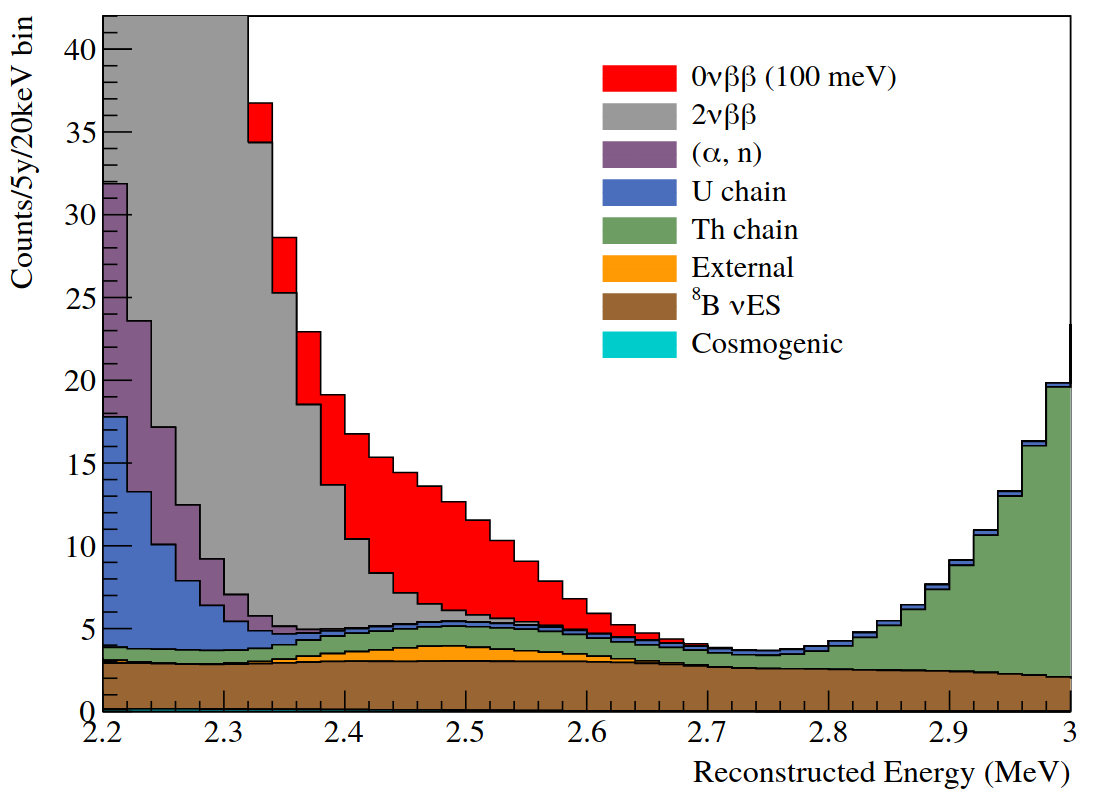 Counts/5y/20keV bin
40
35
30
25
20
15
10
5
0
0νββ (100 meV)
2νββ
(α, n)
U chain
Th chain
External
⁸B νES
Cosmogenic
2.2 2.3 2.4 2.5 2.6 2.7 2.8 2.9 3
Reconstructed Energy (MeV)